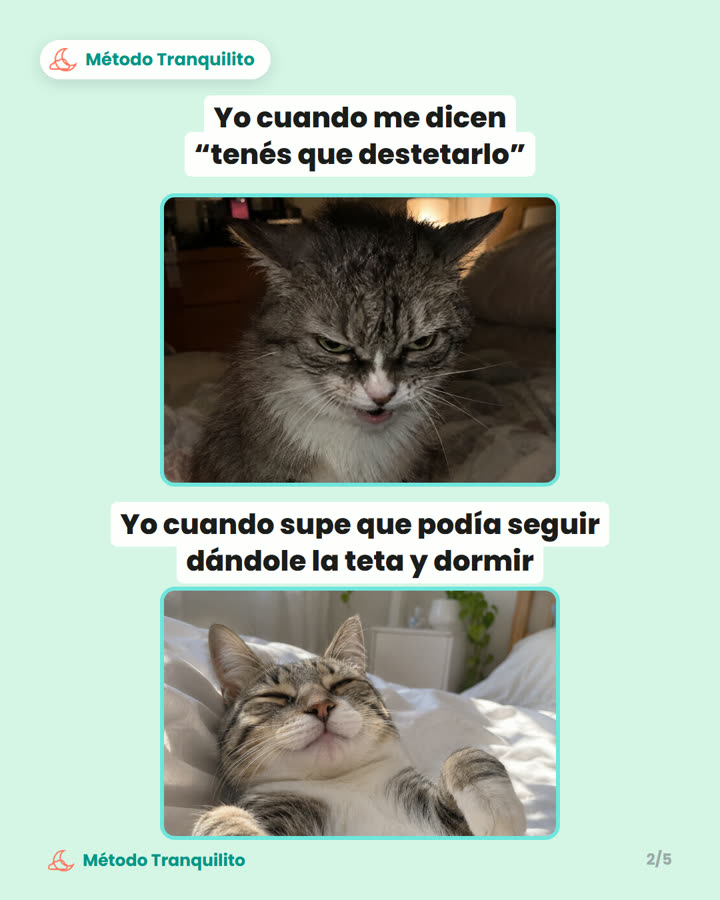 Método Tranquilito
Yo cuando me dicen
“tenés que destetarlo”
Yo cuando supe que podía seguir
dándole la teta y dormir
Método Tranquilito
2/5